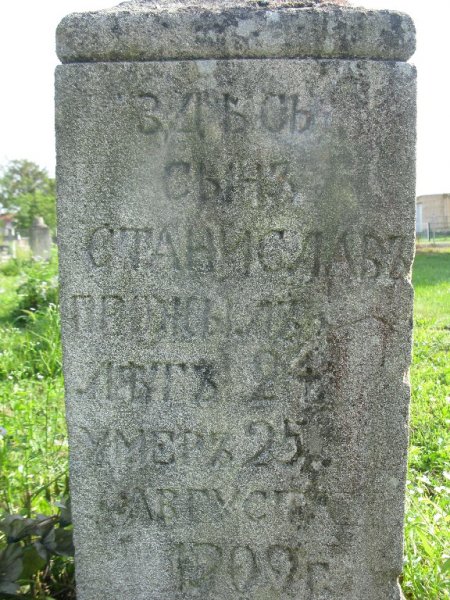 ЗДѢСЬ
СЫНЪ
СТАНИСЛАВЪ
ПРОЖЫЛЪ
ЛѢТЪ 24
УМЕРЪ 25
АВГУСТА
1909 г